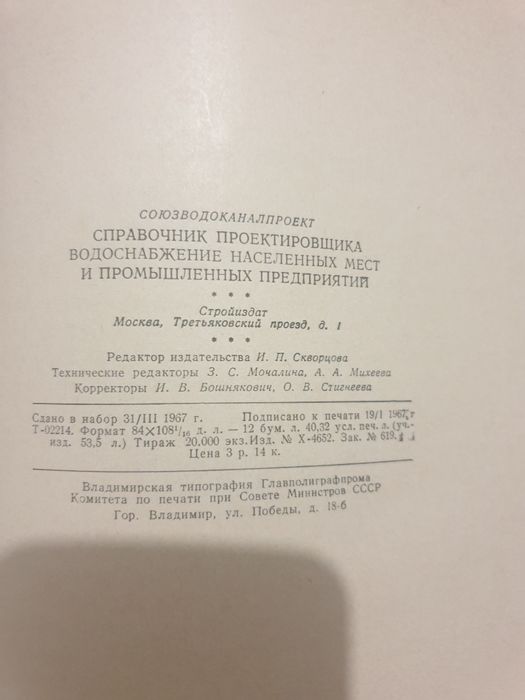 СОЮЗВОДОКАНАЛПРОЕКТ
СПРАВОЧНИК ПРОЕКТИРОВЩИКА
ВОДОСНАБЖЕНИЕ НАСЕЛЕННЫХ МЕСТ
И ПРОМЫШЛЕННЫХ ПРЕДПРИЯТИЙ
* * *
Стройиздат
Москва, Третьяковский проезд, д. 1
* * *
Редактор издательства И. П. Скворцова
Технические редакторы З. С. Мочалина, А. А. Михеева
Корректоры И. В. Бошнякович, О. В. Стигнеева
Сдано в набор 31/III 1967 г. Подписано к печати 19/I 1967 г
Т-02214. Формат 84×108¹/₁₆ д. л. — 12 бум. л. 40,32 усл. печ. л. (уч.-
изд. 53,5 л.) Тираж 20.000 экз. Изд. № X-4652. Зак. № 619.
Цена 3 р. 14 к.
Владимирская типография Главполиграфпрома
Комитета по печати при Совете Министров СССР
Гор. Владимир, ул. Победы, д. 18-б